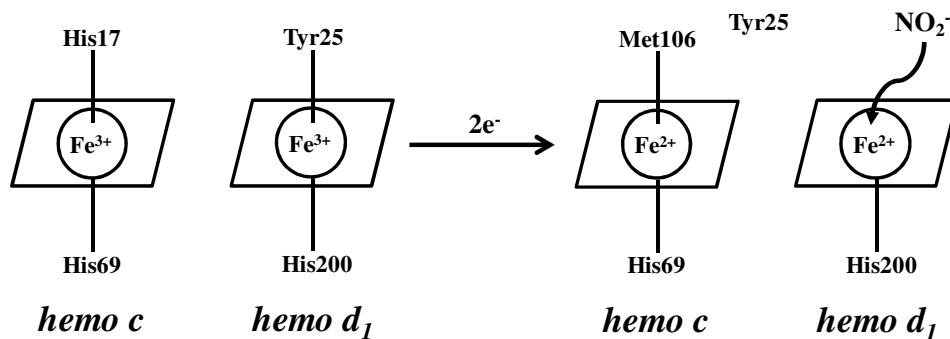 His17 Tyr25 Met106 Tyr25 NO₂⁻
Fe³⁺ Fe³⁺ 2e⁻ Fe²⁺ Fe²⁺
His69 His200 His69 His200
hemo c hemo d₁ hemo c hemo d₁